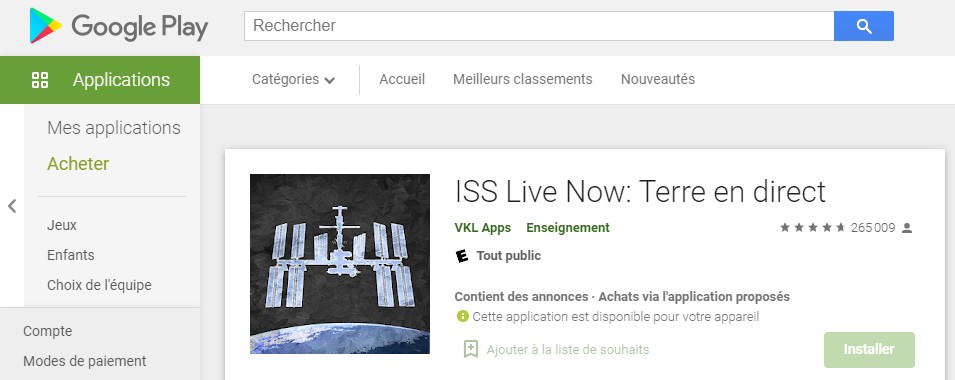 Google Play
Rechercher
Applications
Catégories
Accueil
Meilleurs classements
Nouveautés
Mes applications
Acheter
Jeux
Enfants
Choix de l'équipe
Compte
Modes de paiement
ISS Live Now: Terre en direct
VKL Apps Enseignement
265 009
E Tout public
Contient des annonces · Achats via l'application proposés
Cette application est disponible pour votre appareil
Ajouter à la liste de souhaits
Installer